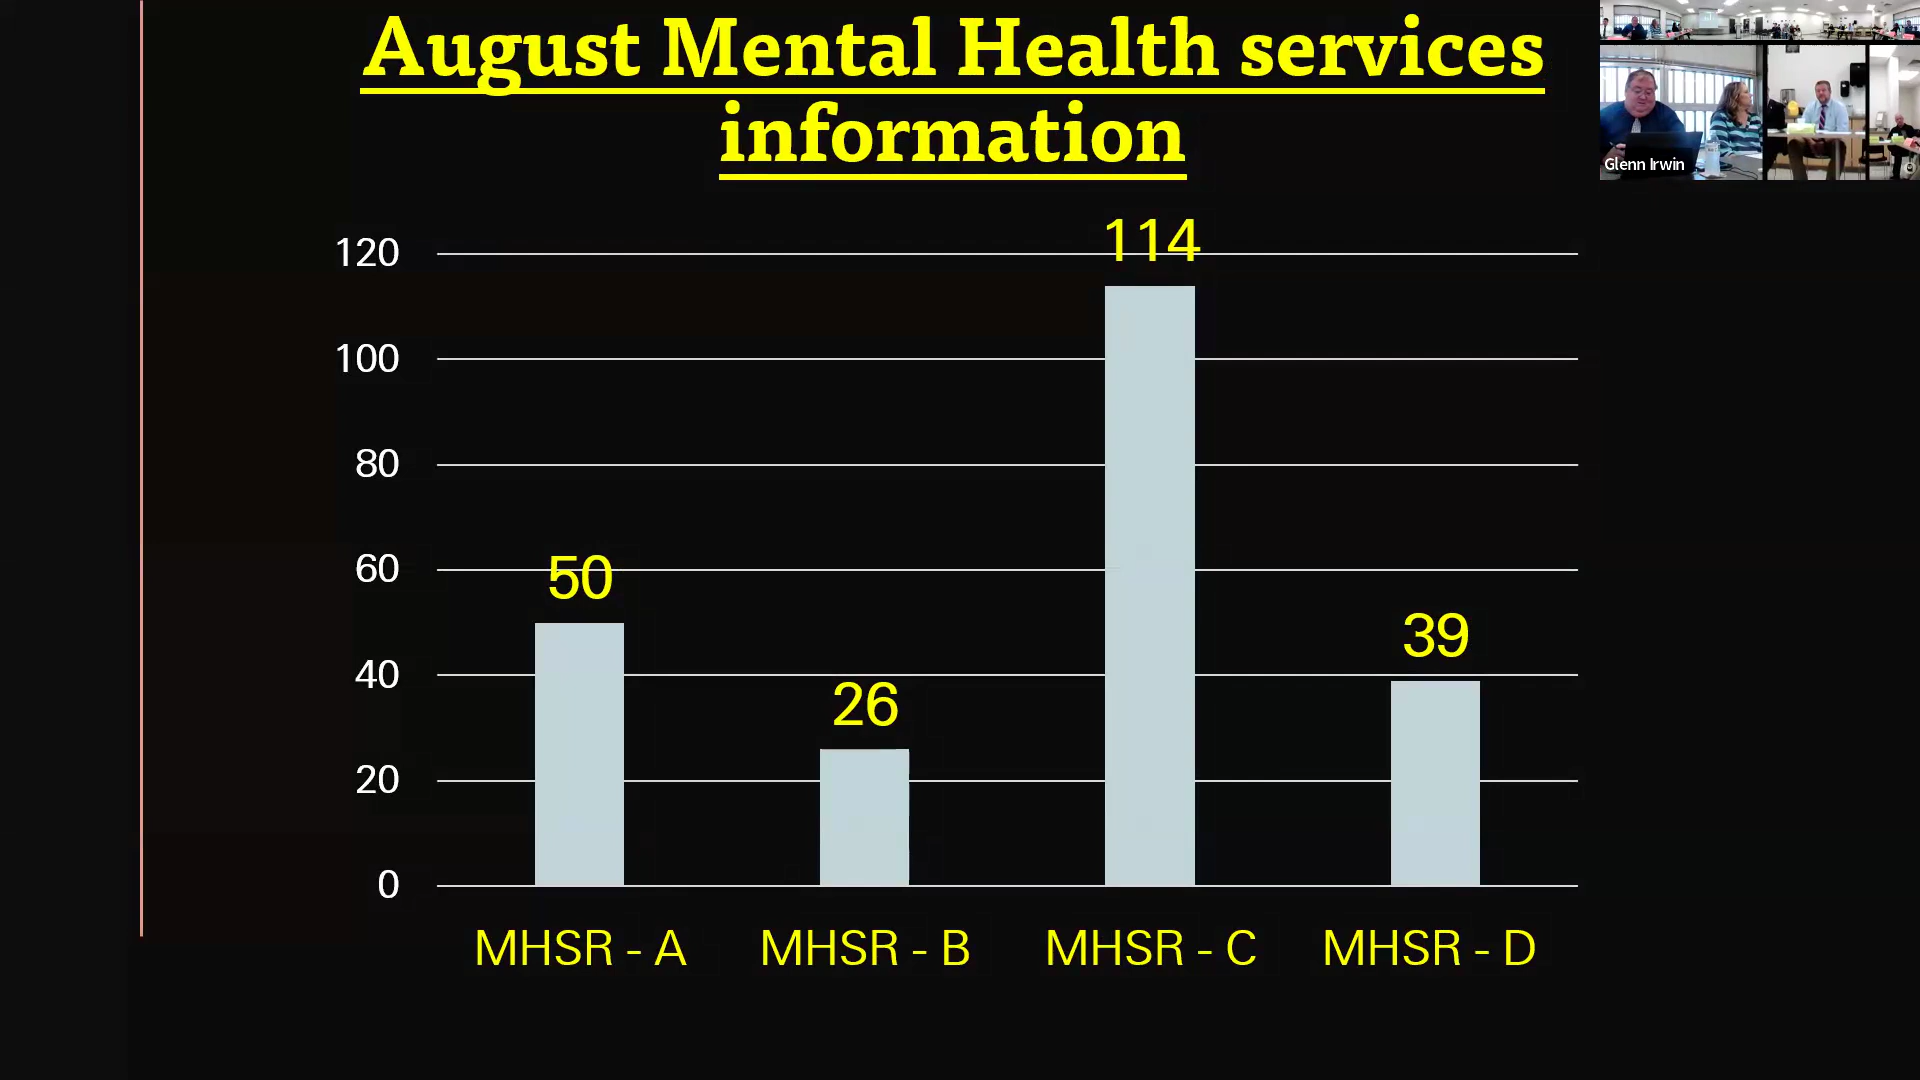 August Mental Health services
information
Glenn Irwin
120
100
80
60
40
20
0
114
50
39
26
MHSR - A
MHSR - B
MHSR - C
MHSR - D